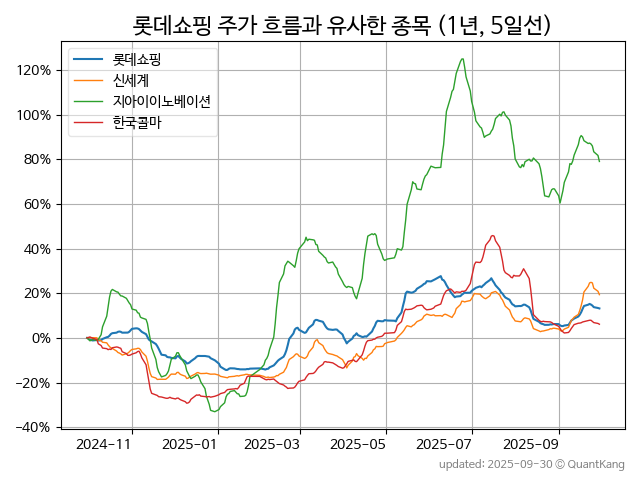 롯데쇼핑 주가 흐름과 유사한 종목 (1년, 5일선)
롯데쇼핑
신세계
지아이이노베이션
한국콜마
120%
100%
80%
60%
40%
20%
0%
−20%
−40%
2024-11
2025-01
2025-03
2025-05
2025-07
2025-09
updated: 2025-09-30 © QuantKang